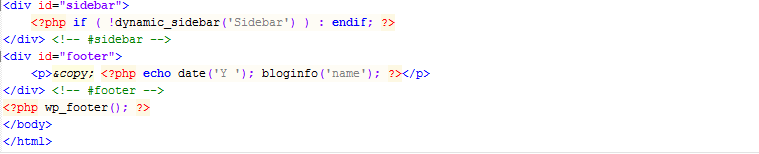 <div id="sidebar">
    <?php if ( !dynamic_sidebar('Sidebar') ) : endif; ?>
</div> <!-- #sidebar -->
<div id="footer">
    <p>&copy; <?php echo date('Y '); bloginfo('name'); ?></p>
</div> <!-- #footer -->
<?php wp_footer(); ?>
</body>
</html>